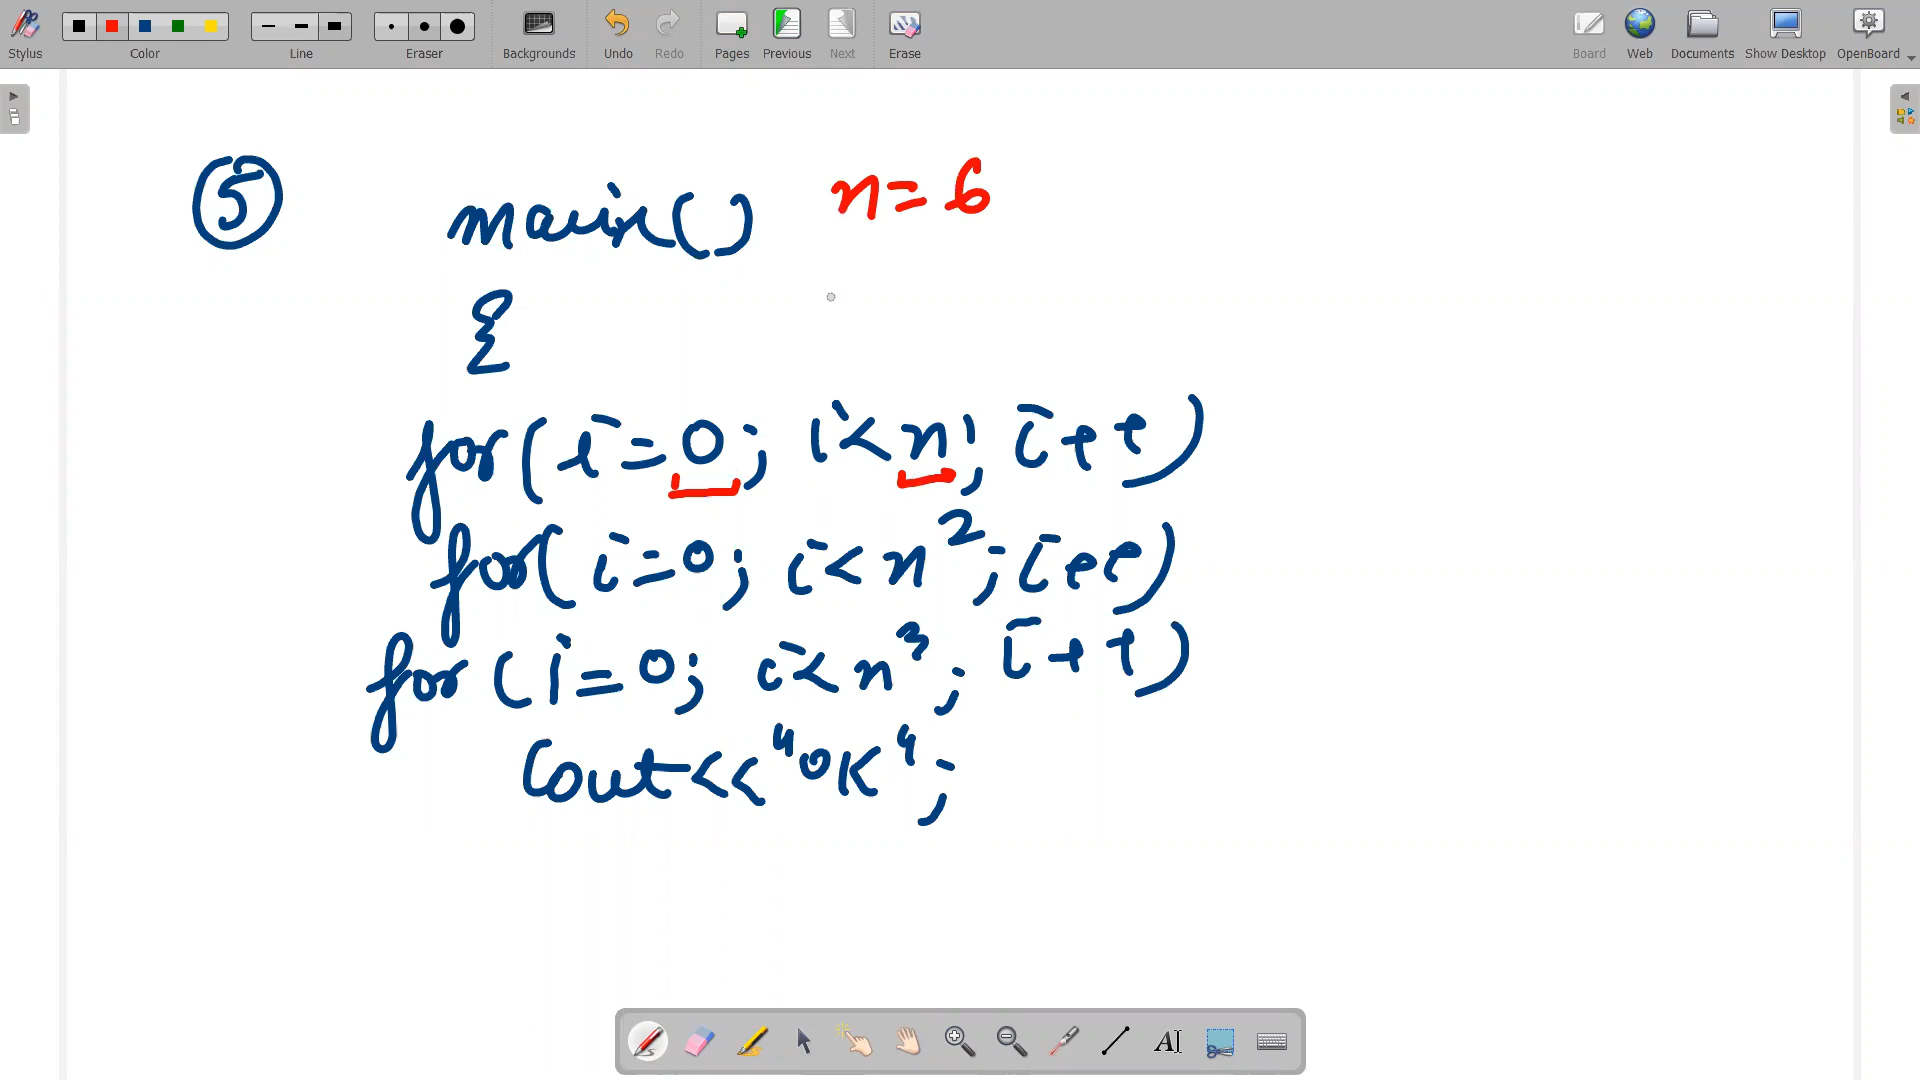 Stylus
Color
Line
Eraser
Backgrounds
Undo
Redo
Pages
Previous
Next
Erase
Board
Web
Documents
Show Desktop
OpenBoard
5
main() n=6
{
for(i=0; i<n; i++)
for(i=0; i<n²; i++)
for(i=0; i<n³; i++)
Cout<<"OK";
AI